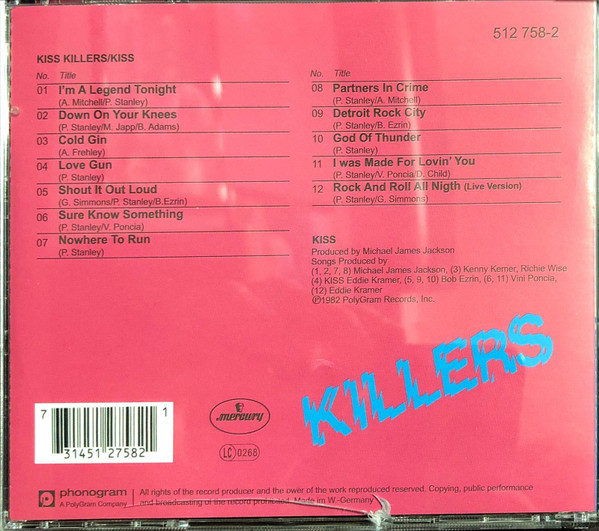 512 758-2
KISS KILLERS/KISS
No. Title
01 I'm A Legend Tonight
(A. Mitchell/P. Stanley)
02 Down On Your Knees
(P. Stanley/M. Japp/B. Adams)
03 Cold Gin
(A. Frehley)
04 Love Gun
(P. Stanley)
05 Shout It Out Loud
(G. Simmons/P. Stanley/B.Ezrin)
06 Sure Know Something
(P. Stanley/V. Poncia)
07 Nowhere To Run
(P. Stanley)
No. Title
08 Partners In Crime
(P. Stanley/A. Mitchell)
09 Detroit Rock City
(P. Stanley/B. Ezrin)
10 God Of Thunder
(P. Stanley)
11 I was Made For Lovin' You
(P. Stanley/V. Poncia/D. Child)
12 Rock And Roll All Nigth (Live Version)
(P. Stanley/G. Simmons)
KISS
Produced by Michael James Jackson
Songs Produced by
(1, 2, 7, 8) Michael James Jackson, (3) Kenny Kerner, Richie Wise
(4) KISS Eddie Kramer, (5, 9, 10) Bob Ezrin, (6, 11) Vini Poncia,
(12) Eddie Kramer
℗1982 PolyGram Records, Inc.
KILLERS
7 31451 27582 1
mercury
LC 0268
phonogram
A PolyGram Company
All rights of the record producer and the ower of the work reproduced reserved. Copying, public performance
and broadcasting of the record prohibited. Made im W.-Germany